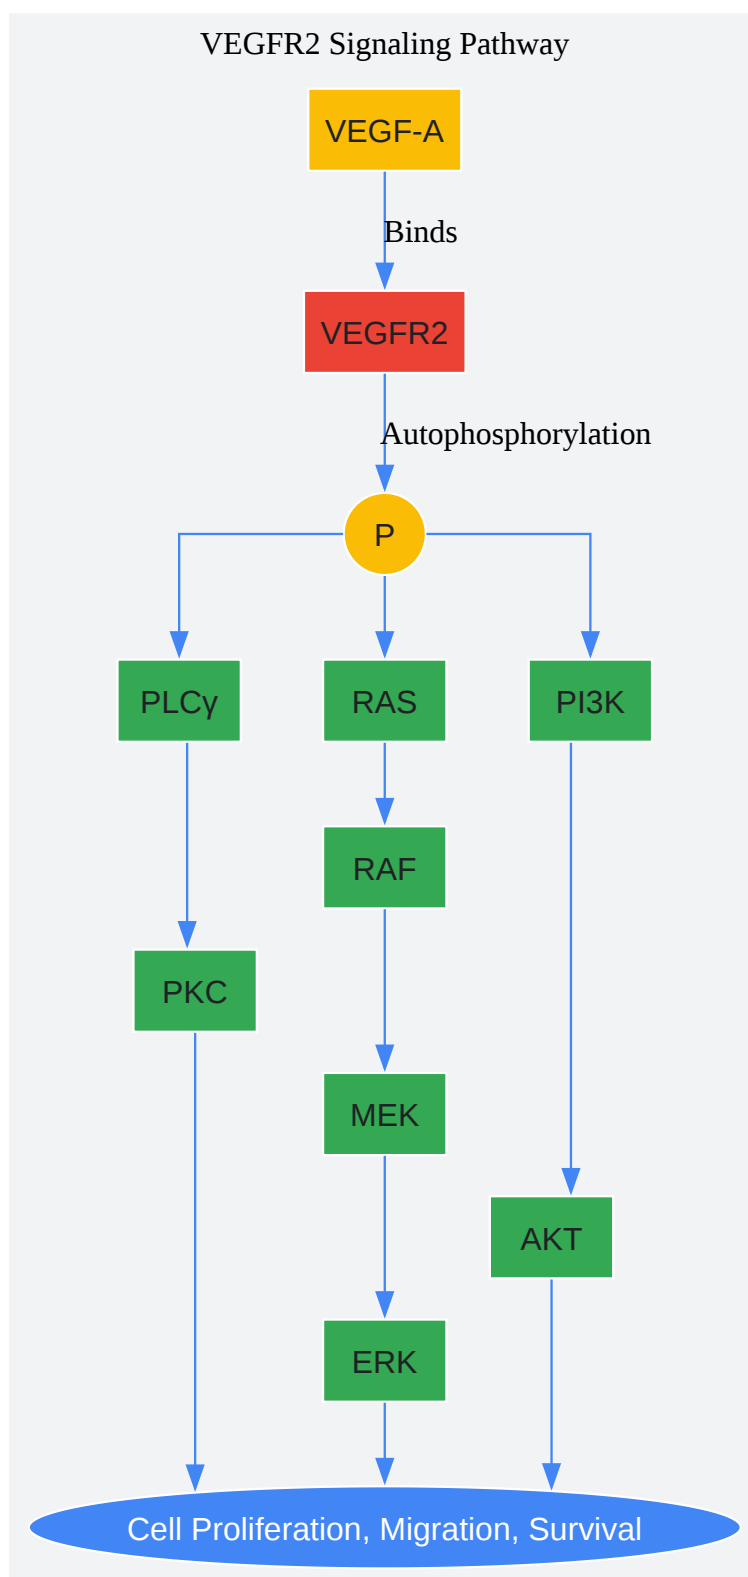 VEGFR2 Signaling Pathway
VEGF-A
Binds
VEGFR2
Autophosphorylation
P
PLCγ
RAS
PI3K
RAF
PKC
MEK
AKT
ERK
Cell Proliferation, Migration, Survival